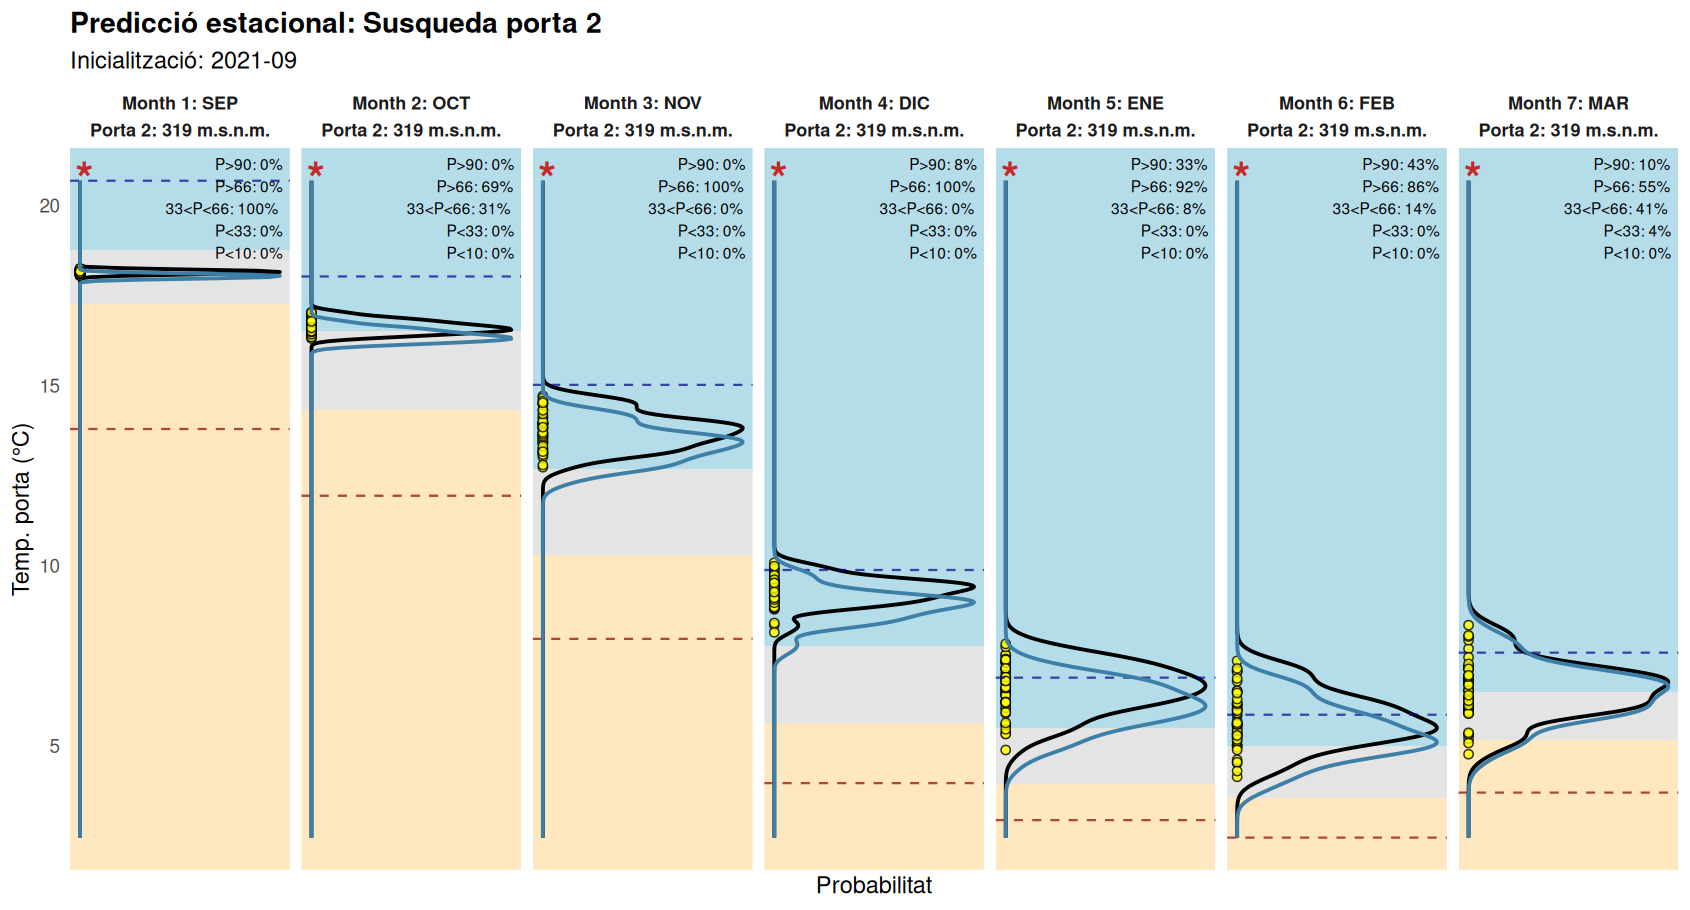 Predicció estacional: Susqueda porta 2
Inicialització: 2021-09
Month 1: SEP
Porta 2: 319 m.s.n.m.
Month 2: OCT
Porta 2: 319 m.s.n.m.
Month 3: NOV
Porta 2: 319 m.s.n.m.
Month 4: DIC
Porta 2: 319 m.s.n.m.
Month 5: ENE
Porta 2: 319 m.s.n.m.
Month 6: FEB
Porta 2: 319 m.s.n.m.
Month 7: MAR
Porta 2: 319 m.s.n.m.
*
P>90: 0%
P>66: 0%
33<P<66: 100%
P<33: 0%
P<10: 0%
*
P>90: 0%
P>66: 69%
33<P<66: 31%
P<33: 0%
P<10: 0%
*
P>90: 0%
P>66: 100%
33<P<66: 0%
P<33: 0%
P<10: 0%
*
P>90: 8%
P>66: 100%
33<P<66: 0%
P<33: 0%
P<10: 0%
*
P>90: 33%
P>66: 92%
33<P<66: 8%
P<33: 0%
P<10: 0%
*
P>90: 43%
P>66: 86%
33<P<66: 14%
P<33: 0%
P<10: 0%
*
P>90: 10%
P>66: 55%
33<P<66: 41%
P<33: 4%
P<10: 0%
20
15
10
5
Temp. porta (°C)
Probabilitat